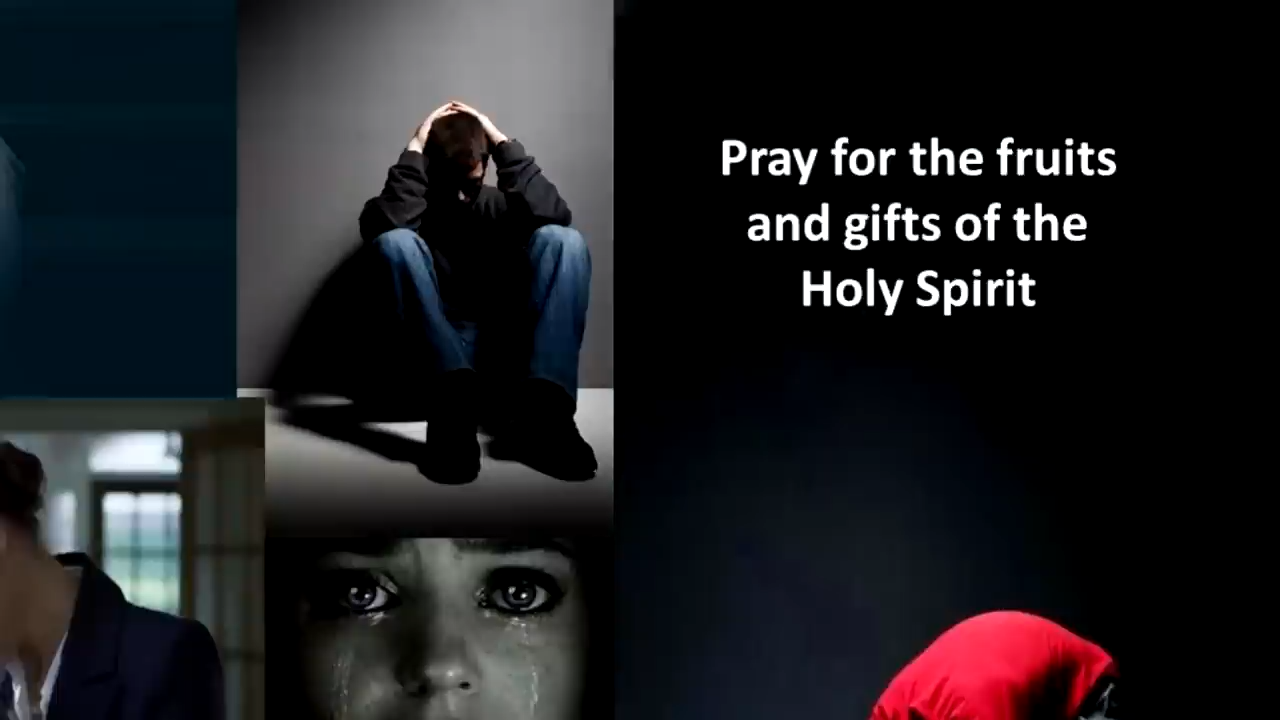 Pray for the fruits
and gifts of the
Holy Spirit